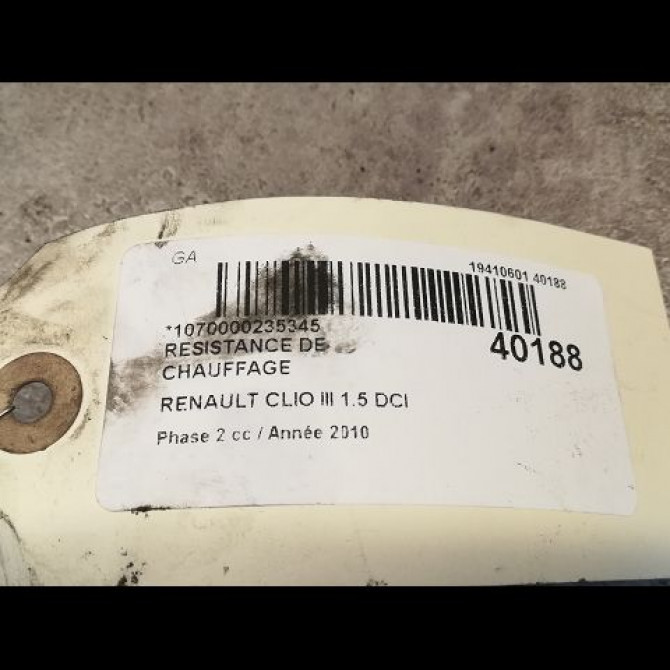 GA
19410601 40188
*1070000235345
40188
RESISTANCE DE
CHAUFFAGE
RENAULT CLIO III 1.5 DCI
Phase 2 cc / Année 2010